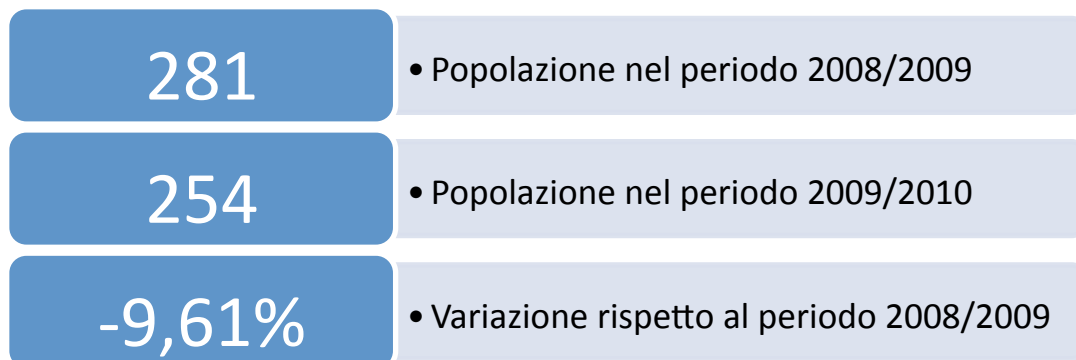 281
• Popolazione nel periodo 2008/2009
254
• Popolazione nel periodo 2009/2010
-9,61%
• Variazione rispetto al periodo 2008/2009